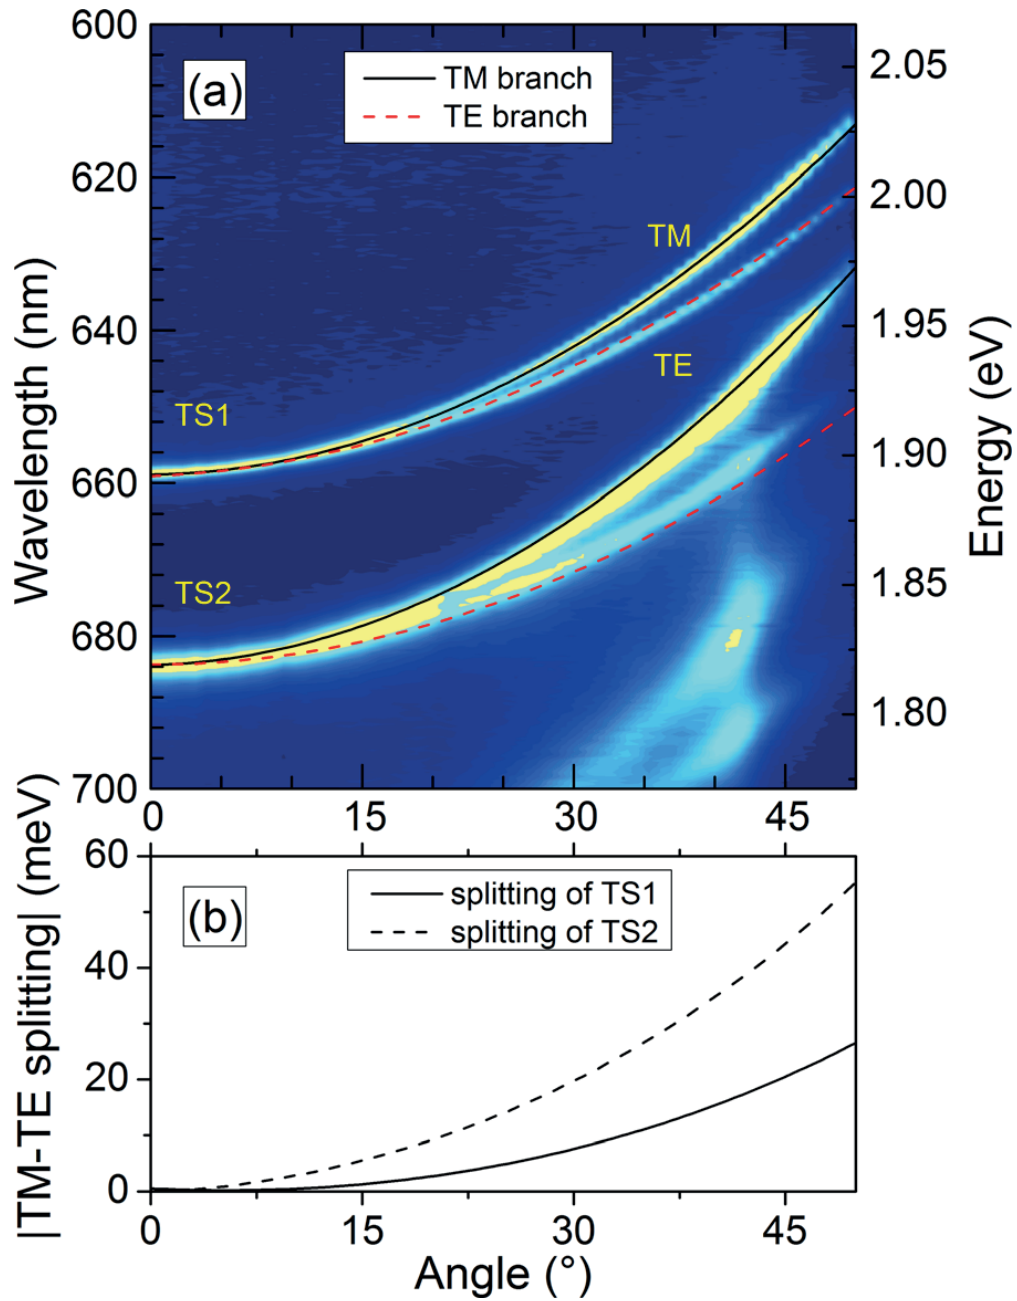 600
620
640
660
680
700
Wavelength (nm)
(a)
TM branch
TE branch
TM
TE
TS1
TS2
2.05
2.00
1.95
1.90
1.85
1.80
Energy (eV)
0
15
30
45
60
40
20
0
|TM-TE splitting| (meV)
(b)
splitting of TS1
splitting of TS2
0
15
30
45
Angle (°)